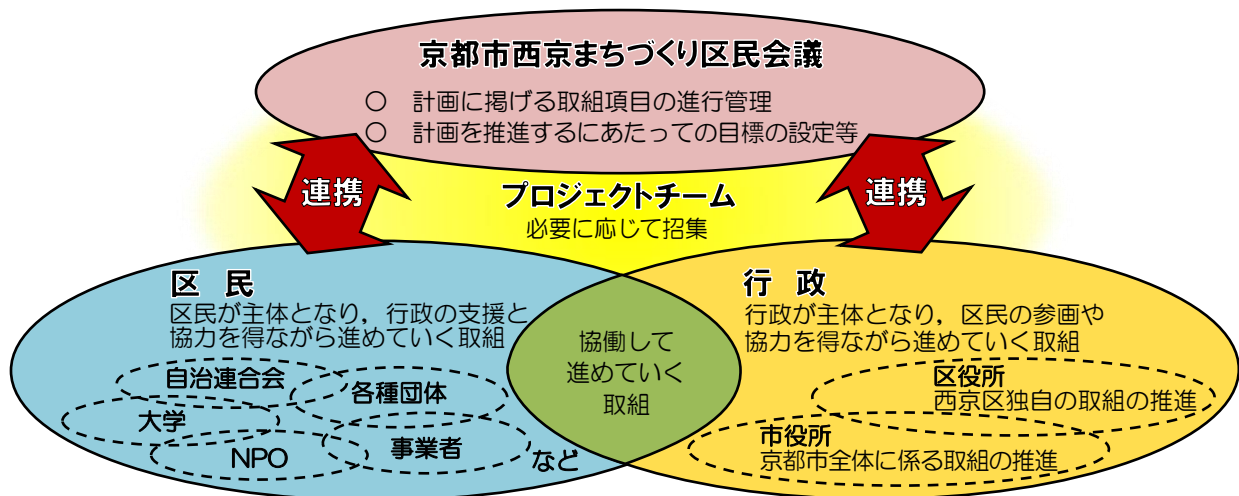 京都市西京まちづくり区民会議
○ 計画に掲げる取組項目の進行管理
○ 計画を推進するにあたっての目標の設定等
連携
プロジェクトチーム
必要に応じて招集
連携
区 民
区民が主体となり，行政の支援と
協力を得ながら進めていく取組
自治連合会
各種団体
大学
事業者
NPO
など
協働して
進めていく
取組
行 政
行政が主体となり，区民の参画や
協力を得ながら進めていく取組
区役所
西京区独自の取組の推進
市役所
京都市全体に係る取組の推進